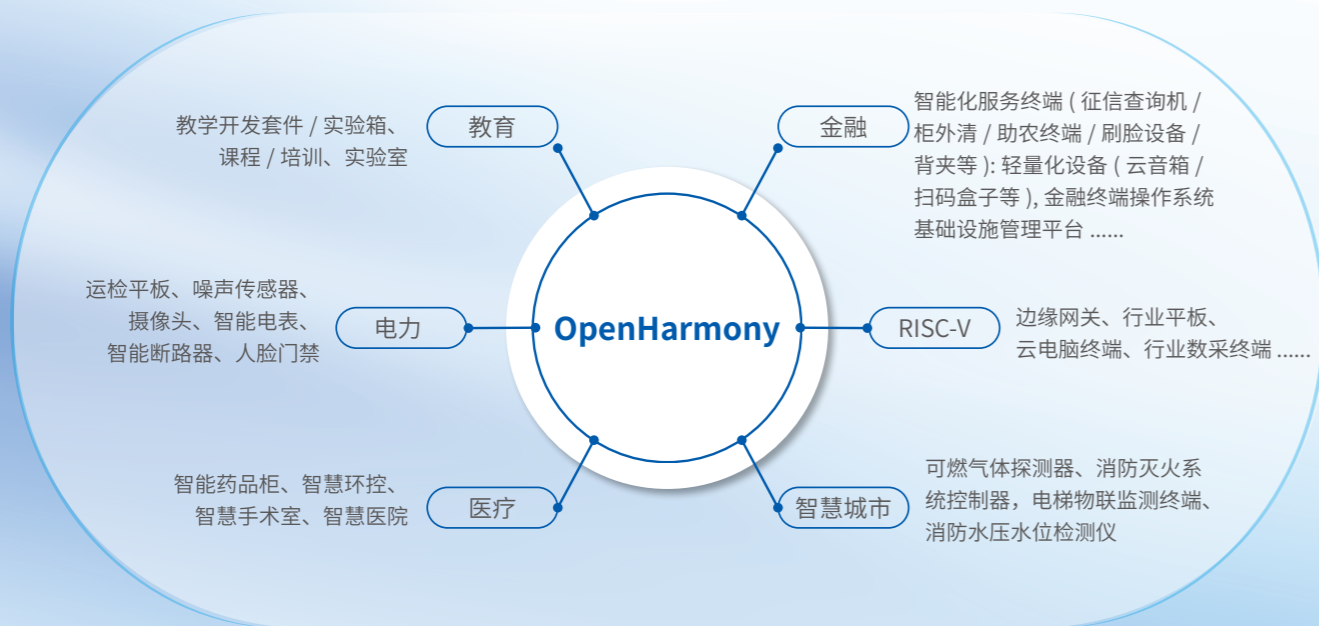 教学开发套件 / 实验箱、
课程 / 培训、实验室
教育
金融
智能化服务终端 ( 征信查询机 /
柜外清 / 助农终端 / 刷脸设备 /
背夹等 ): 轻量化设备 ( 云音箱 /
扫码盒子等 ), 金融终端操作系统
基础设施管理平台 ......
运检平板、噪声传感器、
摄像头、智能电表、
智能断路器、人脸门禁
电力
OpenHarmony
RISC-V
边缘网关、行业平板、
云电脑终端、行业数采终端 ......
智能药品柜、智慧环控、
智慧手术室、智慧医院
医疗
智慧城市
可燃气体探测器、消防灭火系
统控制器，电梯物联监测终端、
消防水压水位检测仪